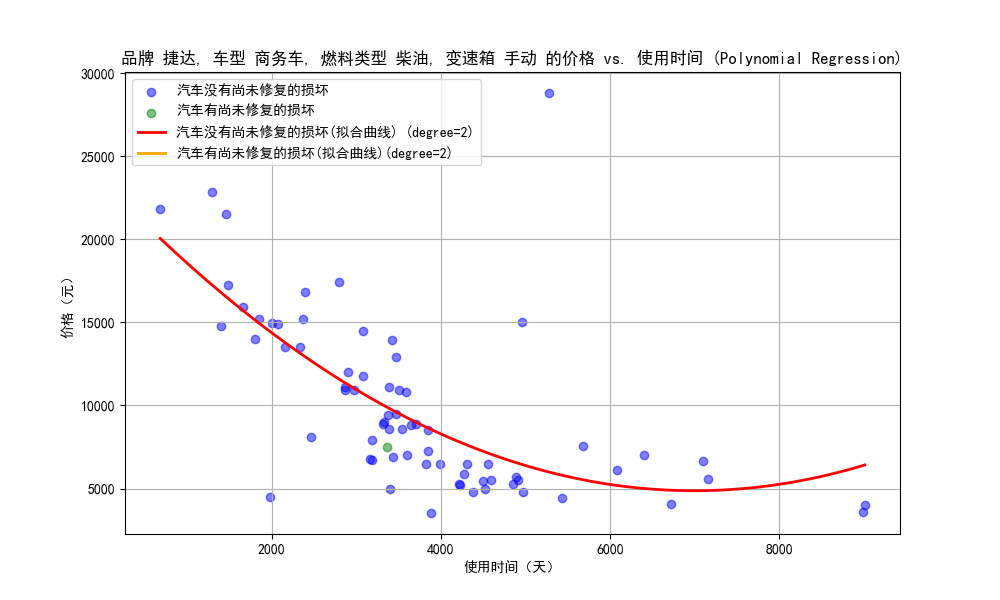 品牌 捷达, 车型 商务车, 燃料类型 柴油, 变速箱 手动 的价格 vs. 使用时间 (Polynomial Regression)
汽车没有尚未修复的损坏
汽车有尚未修复的损坏
汽车没有尚未修复的损坏(拟合曲线) (degree=2)
汽车有尚未修复的损坏(拟合曲线)(degree=2)
30000
25000
20000
15000
10000
5000
价格（元）
2000
4000
6000
8000
使用时间（天）